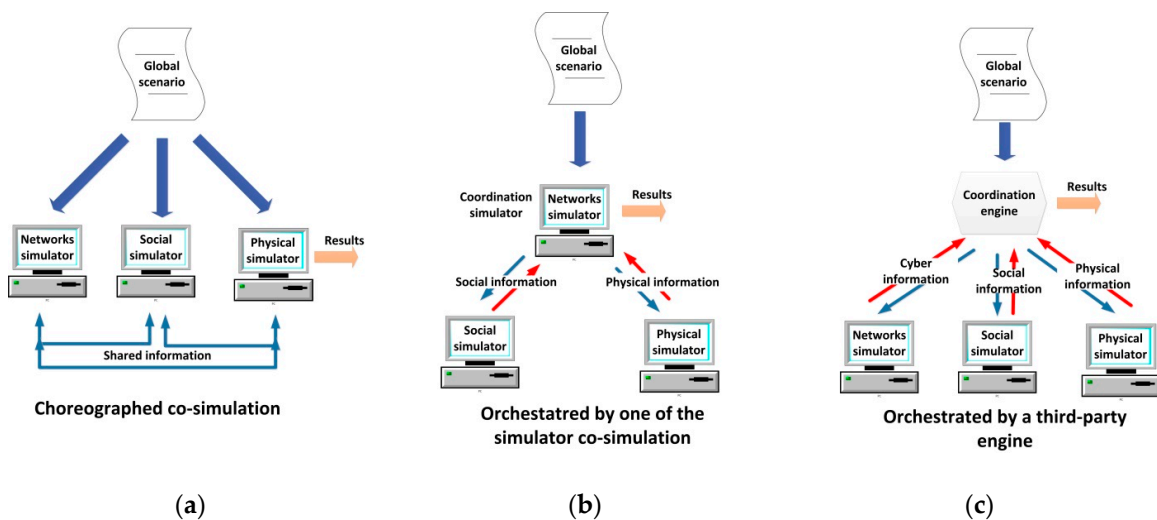 Global
scenario
Networks
simulator
Social
simulator
Physical
simulator
Results
Shared information
Choreographed co-simulation
(a)
Global
scenario
Coordination
simulator
Networks
simulator
Results
Social information
Physical information
Social
simulator
Physical
simulator
Orchestatred by one of the
simulator co-simulation
(b)
Global
scenario
Coordination
engine
Results
Cyber
information
Social
information
Physical
information
Networks
simulator
Social
simulator
Physical
simulator
Orchestrated by a third-party
engine
(c)